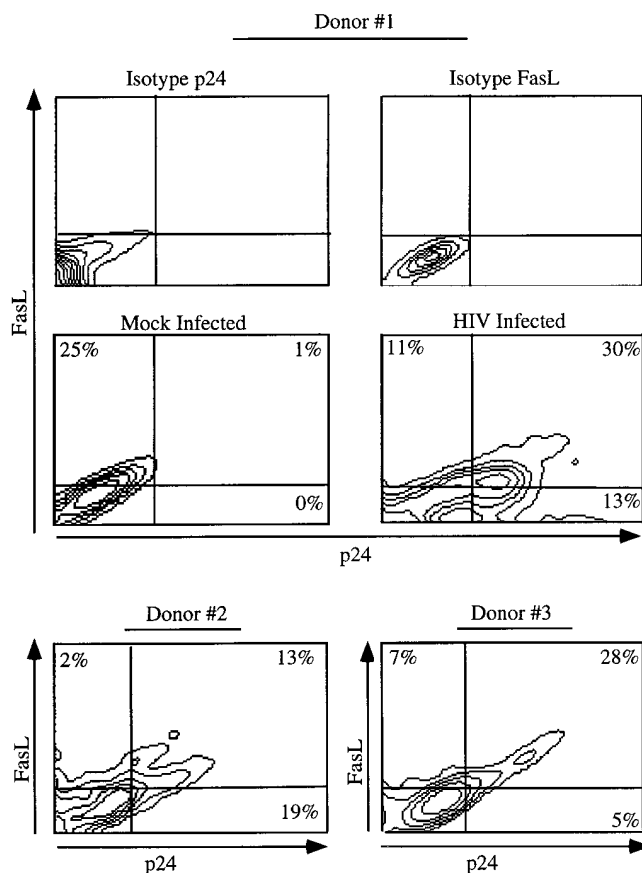 Donor #1
Isotype p24
Isotype FasL
FasL
Mock Infected
HIV Infected
25%
1%
0%
11%
30%
13%
p24
Donor #2
Donor #3
FasL
2%
13%
19%
p24
FasL
7%
28%
5%
p24